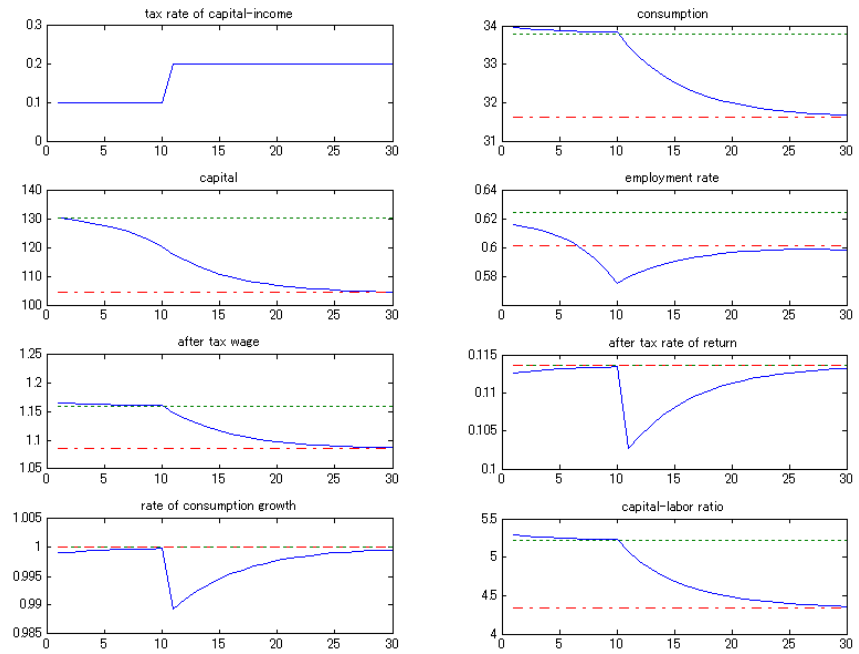 tax rate of capital-income
0.3
0.2
0.1
0
0 5 10 15 20 25 30
consumption
34
33
32
31
0 5 10 15 20 25 30
capital
140
130
120
110
100
0 5 10 15 20 25 30
employment rate
0.64
0.62
0.6
0.58
0 5 10 15 20 25 30
after tax wage
1.25
1.2
1.15
1.1
1.05
0 5 10 15 20 25 30
after tax rate of return
0.115
0.11
0.105
0.1
0 5 10 15 20 25 30
rate of consumption growth
1.005
1
0.995
0.99
0.985
0 5 10 15 20 25 30
capital-labor ratio
5.5
5
4.5
4
0 5 10 15 20 25 30